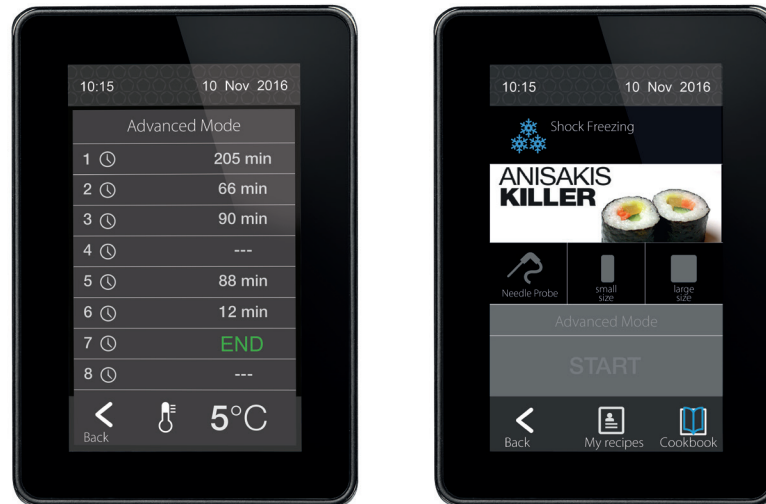 10:15 10 Nov 2016
Advanced Mode
1 205 min
2 66 min
3 90 min
4 ---
5 88 min
6 12 min
7 END
8 ---
Back 5°C
10:15 10 Nov 2016
Shock Freezing
ANISAKIS
KILLER
Needle Probe
small
size
large
size
Advanced Mode
START
Back My recipes Cookbook